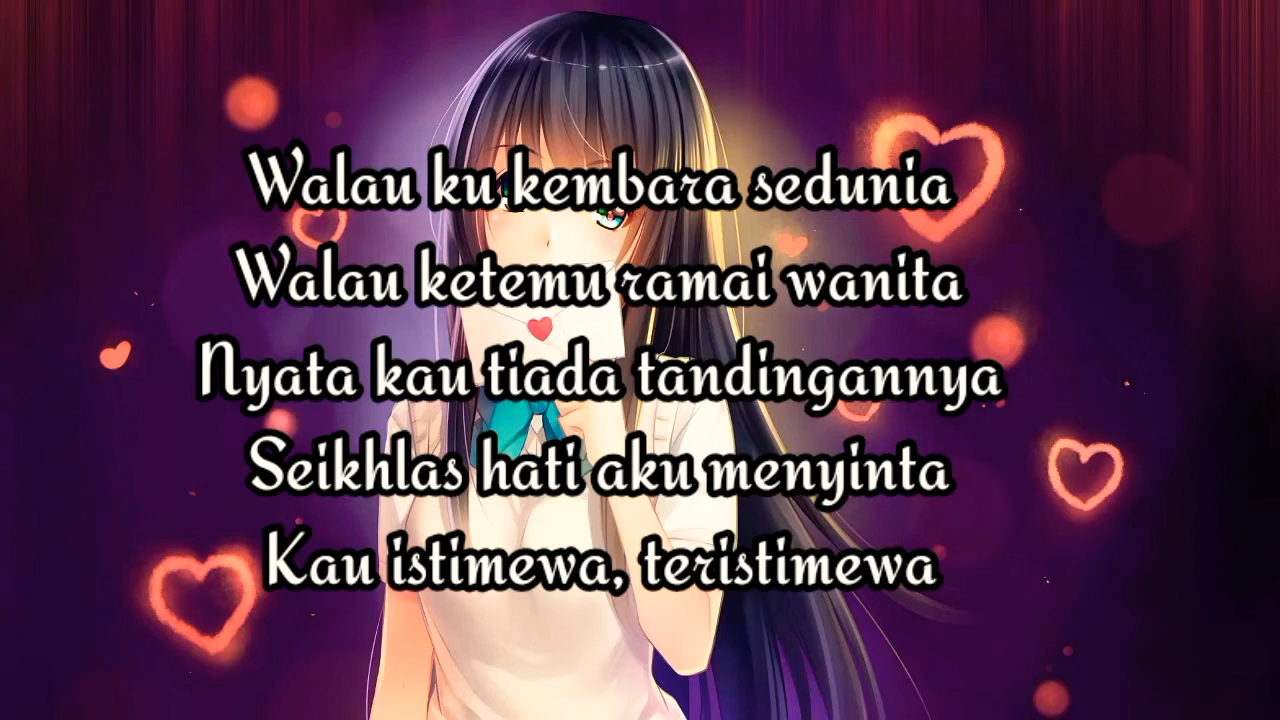 Walau ku kembara sedunia
Walau ketemu ramai wanita
Nyata kau tiada tandingannya
Seikhlas hati aku menyinta
Kau istimewa, teristimewa